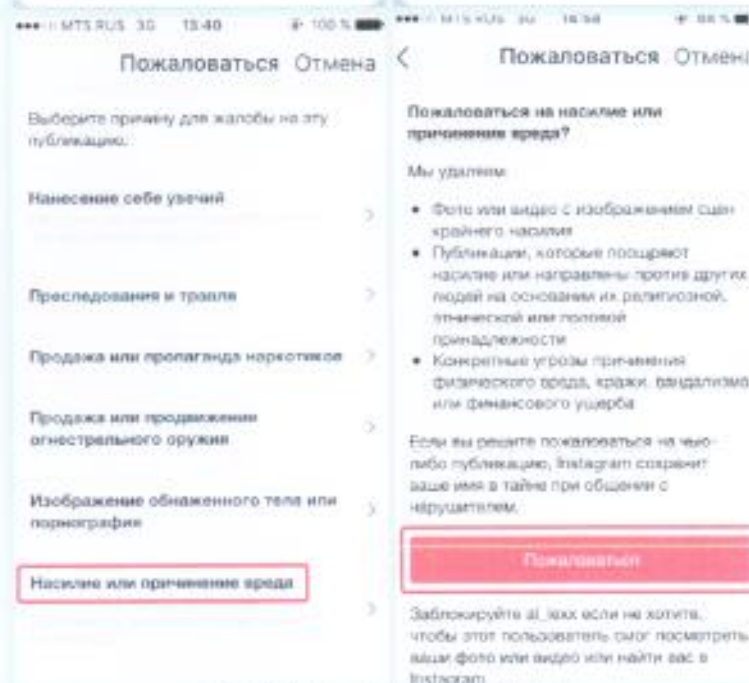 MTS RUS 3G 13:40 100 %
Пожаловаться Отмена
Выберите причину для жалобы на эту
публикацию:
Нанесение себе увечий
Преследования и травля
Продажа или пропаганда наркотиков
Продажа или продвижение
огнестрельного оружия
Изображение обнаженного тела или
порнография
Насилие или причинение вреда
MTS RUS 3G
Пожаловаться Отмена
Пожаловаться на насилие или
причинение вреда?
Мы удаляем:
• Фото или видео с изображением сцен
крайнего насилия
• Публикации, которые поощряют
насилие или направлены против других
людей на основании их религиозной,
этнической или половой
принадлежности
• Конкретные угрозы причинения
физического вреда, кражи, вандализма
или финансового ущерба
Если вы решите пожаловаться на чью-
либо публикацию, Instagram сохранит
ваше имя в тайне при общении с
нарушителем.
Пожаловаться
Заблокируйте al_lexx если не хотите,
чтобы этот пользователь смог посмотреть
ваши фото или видео или найти вас в
Instagram